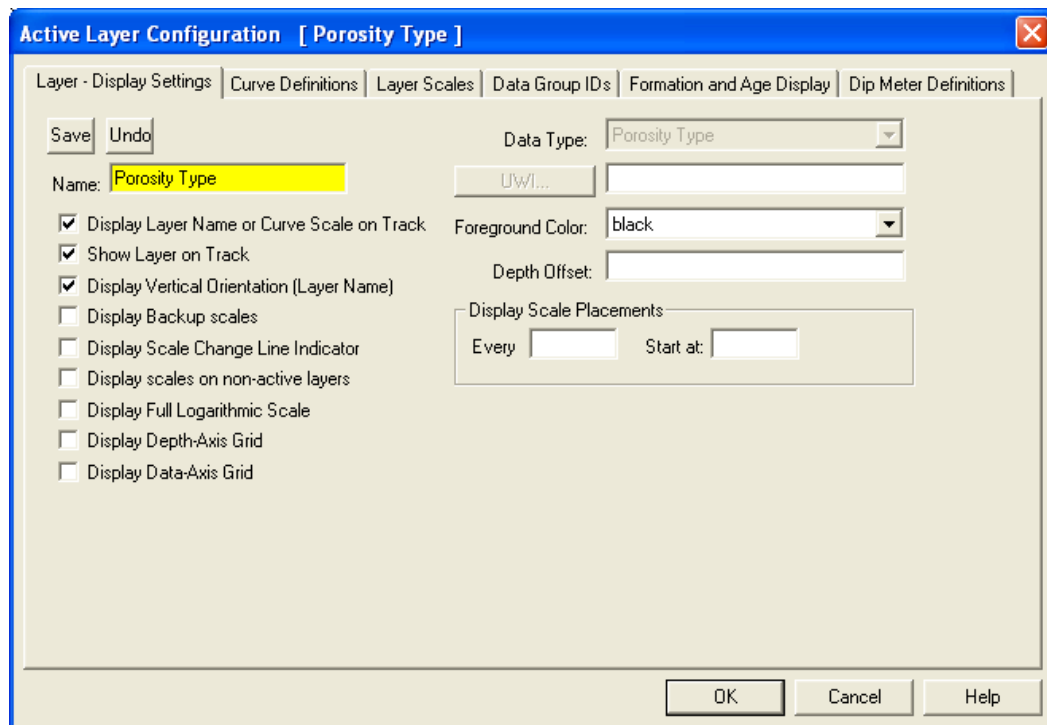 Active Layer Configuration [ Porosity Type ]
Layer - Display Settings Curve Definitions Layer Scales Data Group IDs Formation and Age Display Dip Meter Definitions
Save Undo Data Type: Porosity Type
Name: Porosity Type UWI...
Display Layer Name or Curve Scale on Track Foreground Color: black
Show Layer on Track
Depth Offset:
Display Vertical Orientation (Layer Name)
Display Scale Placements
Display Backup scales
Every Start at:
Display Scale Change Line Indicator
Display scales on non-active layers
Display Full Logarithmic Scale
Display Depth-Axis Grid
Display Data-Axis Grid
OK Cancel Help